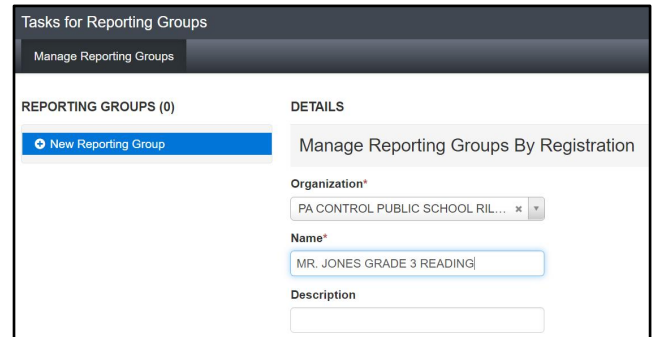 Tasks for Reporting Groups
Manage Reporting Groups
REPORTING GROUPS (0)
New Reporting Group
DETAILS
Manage Reporting Groups By Registration
Organization*
PA CONTROL PUBLIC SCHOOL RIL...
Name*
MR. JONES GRADE 3 READING
Description